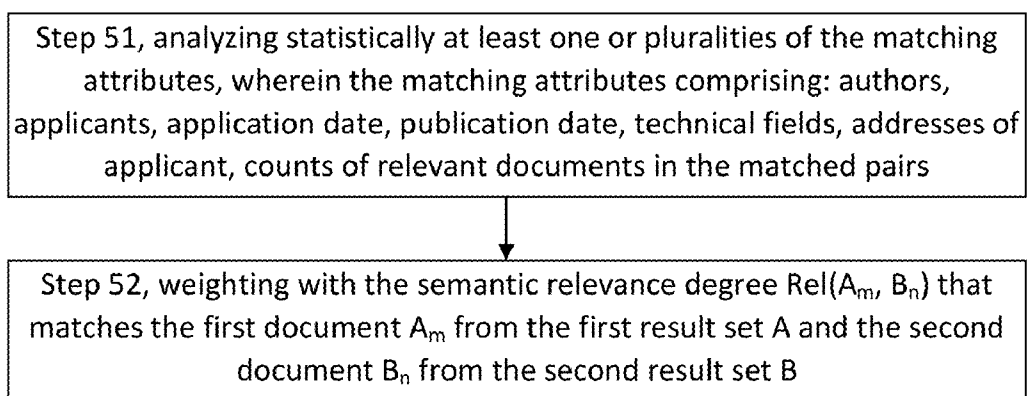 Step 51, analyzing statistically at least one or pluralities of the matching
attributes, wherein the matching attributes comprising: authors,
applicants, application date, publication date, technical fields, addresses of
applicant, counts of relevant documents in the matched pairs
Step 52, weighting with the semantic relevance degree Rel(Aₘ, Bₙ) that
matches the first document Aₘ from the first result set A and the second
document Bₙ from the second result set B